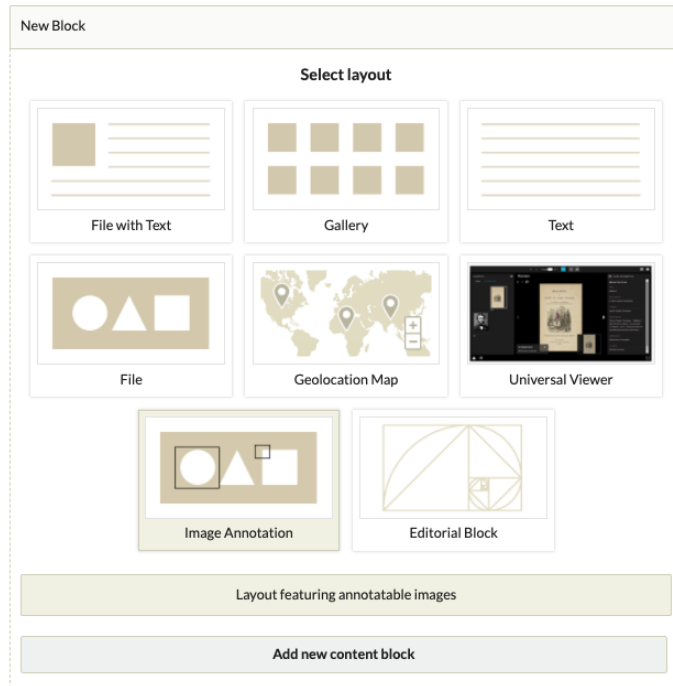 New Block
Select layout
File with Text
Gallery
Text
File
Geolocation Map
Universal Viewer
Image Annotation
Editorial Block
Layout featuring annotatable images
Add new content block